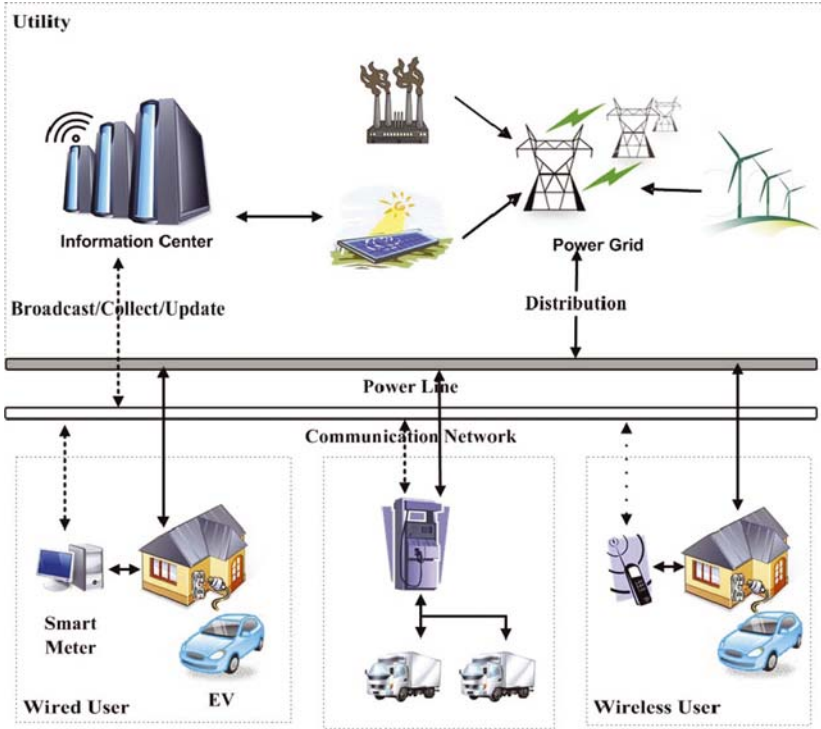 Utility
Information Center
Power Grid
Broadcast/Collect/Update
Distribution
Power Line
Communication Network
Smart
Meter
Wired User
EV
Wireless User